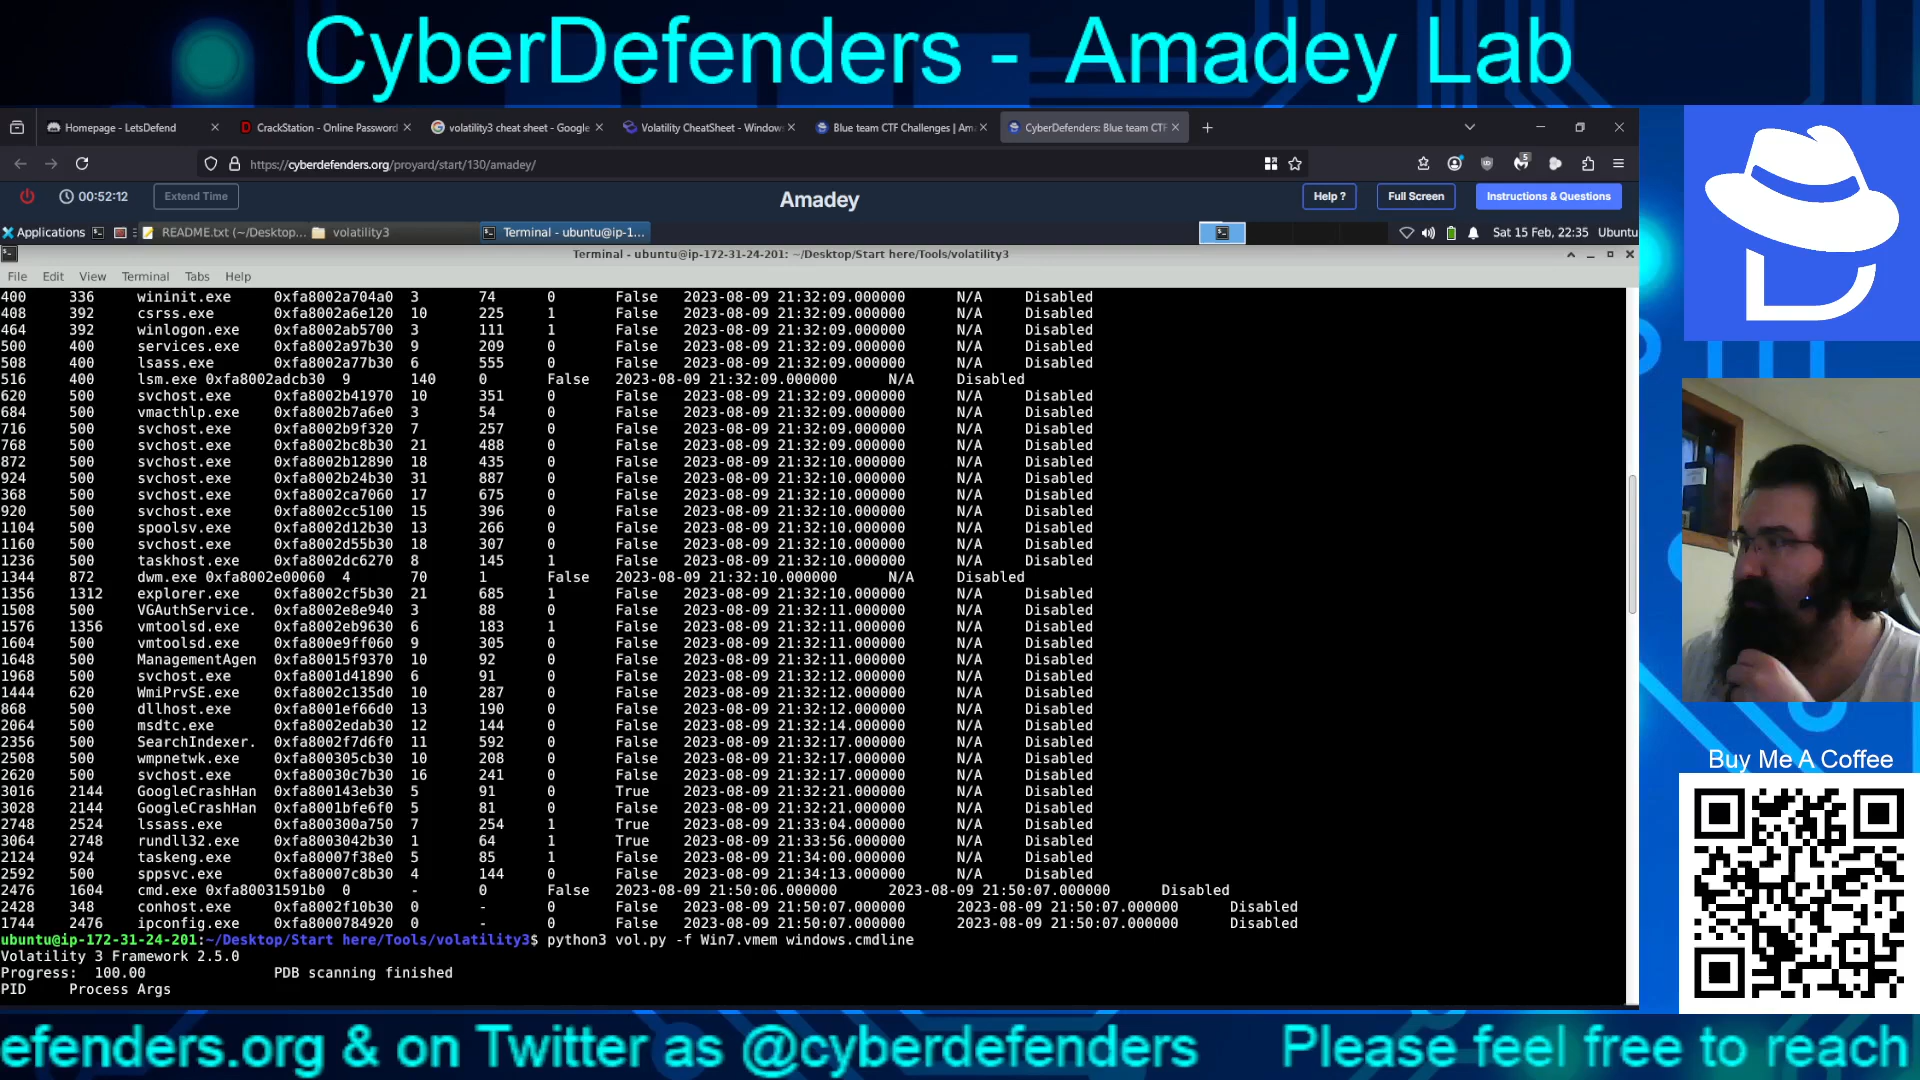 CyberDefenders - Amadey Lab
Homepage - LetsDefend
CrackStation - Online Password
volatility3 cheat sheet - Google
Volatility CheatSheet - Window
Blue team CTF Challenges | Am
CyberDefenders: Blue team CTF
https://cyberdefenders.org/proyard/start/130/amadey/
5
00:52:12
Extend Time
Amadey
Help ?
Full Screen
Instructions & Questions
Applications
README.txt (~/Desktop...
volatility3
Terminal - ubuntu@ip-1...
Sat 15 Feb, 22:35 Ubuntu
Terminal - ubuntu@ip-172-31-24-201: ~/Desktop/Start here/Tools/volatility3
File Edit View Terminal Tabs Help
400 336 wininit.exe 0xfa8002a704a0 3 74 0 False 2023-08-09 21:32:09.000000 N/A Disabled
408 392 csrss.exe 0xfa8002a6e120 10 225 1 False 2023-08-09 21:32:09.000000 N/A Disabled
464 392 winlogon.exe 0xfa8002ab5700 3 111 1 False 2023-08-09 21:32:09.000000 N/A Disabled
500 400 services.exe 0xfa8002a97b30 9 209 0 False 2023-08-09 21:32:09.000000 N/A Disabled
508 400 lsass.exe 0xfa8002a77b30 6 555 0 False 2023-08-09 21:32:09.000000 N/A Disabled
516 400 lsm.exe 0xfa8002adcb30 9 140 0 False 2023-08-09 21:32:09.000000 N/A Disabled
620 500 svchost.exe 0xfa8002b41970 10 351 0 False 2023-08-09 21:32:09.000000 N/A Disabled
684 500 vmacthlp.exe 0xfa8002b7a6e0 3 54 0 False 2023-08-09 21:32:09.000000 N/A Disabled
716 500 svchost.exe 0xfa8002b9f320 7 257 0 False 2023-08-09 21:32:09.000000 N/A Disabled
768 500 svchost.exe 0xfa8002bc8b30 21 488 0 False 2023-08-09 21:32:09.000000 N/A Disabled
872 500 svchost.exe 0xfa8002b12890 18 435 0 False 2023-08-09 21:32:10.000000 N/A Disabled
924 500 svchost.exe 0xfa8002b24b30 31 887 0 False 2023-08-09 21:32:10.000000 N/A Disabled
368 500 svchost.exe 0xfa8002ca7060 17 675 0 False 2023-08-09 21:32:10.000000 N/A Disabled
920 500 svchost.exe 0xfa8002cc5100 15 396 0 False 2023-08-09 21:32:10.000000 N/A Disabled
1104 500 spoolsv.exe 0xfa8002d12b30 13 266 0 False 2023-08-09 21:32:10.000000 N/A Disabled
1160 500 svchost.exe 0xfa8002d55b30 18 307 0 False 2023-08-09 21:32:10.000000 N/A Disabled
1236 500 taskhost.exe 0xfa8002dc6270 8 145 1 False 2023-08-09 21:32:10.000000 N/A Disabled
1344 872 dwm.exe 0xfa8002e00060 4 70 1 False 2023-08-09 21:32:10.000000 N/A Disabled
1356 1312 explorer.exe 0xfa8002cf5b30 21 685 1 False 2023-08-09 21:32:10.000000 N/A Disabled
1508 500 VGAuthService. 0xfa8002e8e940 3 88 0 False 2023-08-09 21:32:11.000000 N/A Disabled
1576 1356 vmtoolsd.exe 0xfa8002eb9630 6 183 1 False 2023-08-09 21:32:11.000000 N/A Disabled
1604 500 vmtoolsd.exe 0xfa800e9ff060 9 305 0 False 2023-08-09 21:32:11.000000 N/A Disabled
1648 500 ManagementAgen 0xfa80015f9370 10 92 0 False 2023-08-09 21:32:11.000000 N/A Disabled
1968 500 svchost.exe 0xfa8001d41890 6 91 0 False 2023-08-09 21:32:12.000000 N/A Disabled
1444 620 WmiPrvSE.exe 0xfa8002c135d0 10 287 0 False 2023-08-09 21:32:12.000000 N/A Disabled
868 500 dllhost.exe 0xfa8001ef66d0 13 190 0 False 2023-08-09 21:32:12.000000 N/A Disabled
2064 500 msdtc.exe 0xfa8002edab30 12 144 0 False 2023-08-09 21:32:14.000000 N/A Disabled
2356 500 SearchIndexer. 0xfa8002f7d6f0 11 592 0 False 2023-08-09 21:32:17.000000 N/A Disabled
2508 500 wmpnetwk.exe 0xfa800305cb30 10 208 0 False 2023-08-09 21:32:17.000000 N/A Disabled
2620 500 svchost.exe 0xfa80030c7b30 16 241 0 False 2023-08-09 21:32:17.000000 N/A Disabled
3016 2144 GoogleCrashHan 0xfa800143eb30 5 91 0 True 2023-08-09 21:32:21.000000 N/A Disabled
3028 2144 GoogleCrashHan 0xfa8001bfe6f0 5 81 0 False 2023-08-09 21:32:21.000000 N/A Disabled
2748 2524 lssass.exe 0xfa800300a750 7 254 1 True 2023-08-09 21:33:04.000000 N/A Disabled
3064 2748 rundll32.exe 0xfa8003042b30 1 64 1 True 2023-08-09 21:33:56.000000 N/A Disabled
2124 924 taskeng.exe 0xfa80007f38e0 5 85 1 False 2023-08-09 21:34:00.000000 N/A Disabled
2592 500 sppsvc.exe 0xfa80007c8b30 4 144 0 False 2023-08-09 21:34:13.000000 N/A Disabled
2476 1604 cmd.exe 0xfa80031591b0 0 - 0 False 2023-08-09 21:50:06.000000 2023-08-09 21:50:07.000000 Disabled
2428 348 conhost.exe 0xfa8002f10b30 0 - 0 False 2023-08-09 21:50:07.000000 2023-08-09 21:50:07.000000 Disabled
1744 2476 ipconfig.exe 0xfa8000784920 0 - 0 False 2023-08-09 21:50:07.000000 2023-08-09 21:50:07.000000 Disabled
ubuntu@ip-172-31-24-201:~/Desktop/Start here/Tools/volatility3$ python3 vol.py -f Win7.vmem windows.cmdline
Volatility 3 Framework 2.5.0
Progress: 100.00 PDB scanning finished
PID Process Args
Buy Me A Coffee
efenders.org & on Twitter as @cyberdefenders Please feel free to reach